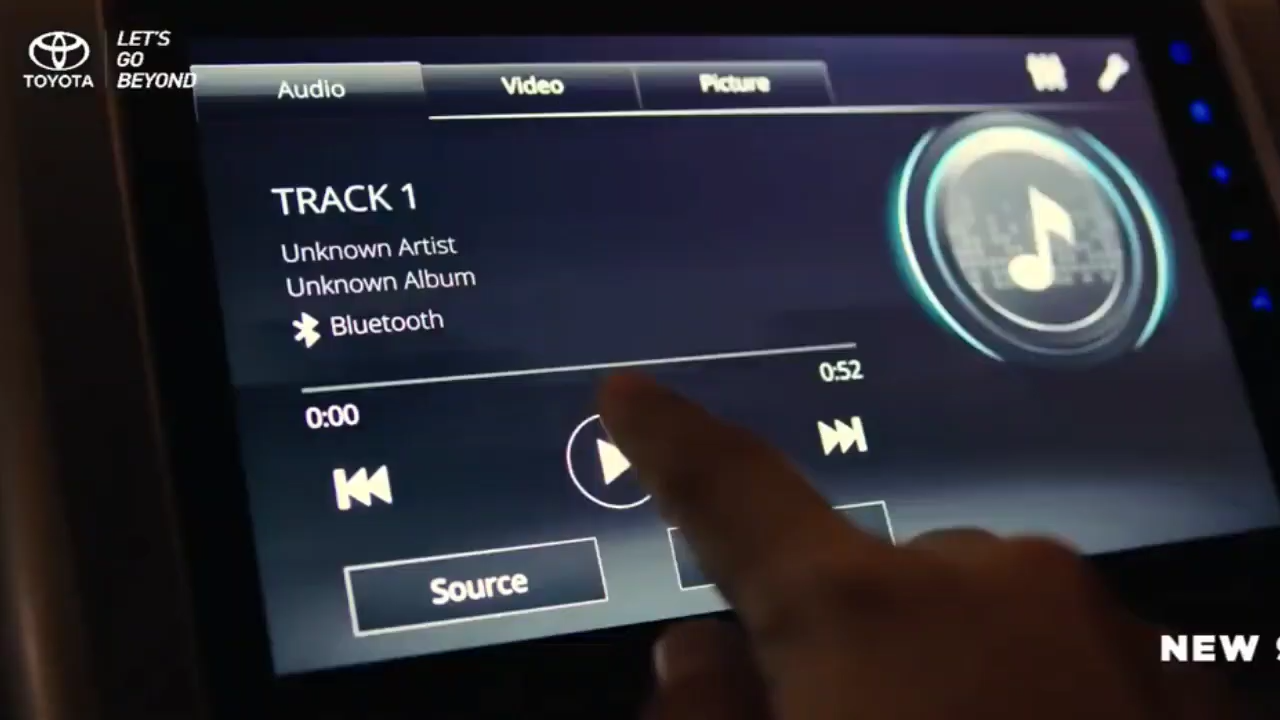 TOYOTA
LET'S
GO
BEYOND
Audio
Video
Picture
TRACK 1
Unknown Artist
Unknown Album
Bluetooth
0:00
0:52
Source
NEW